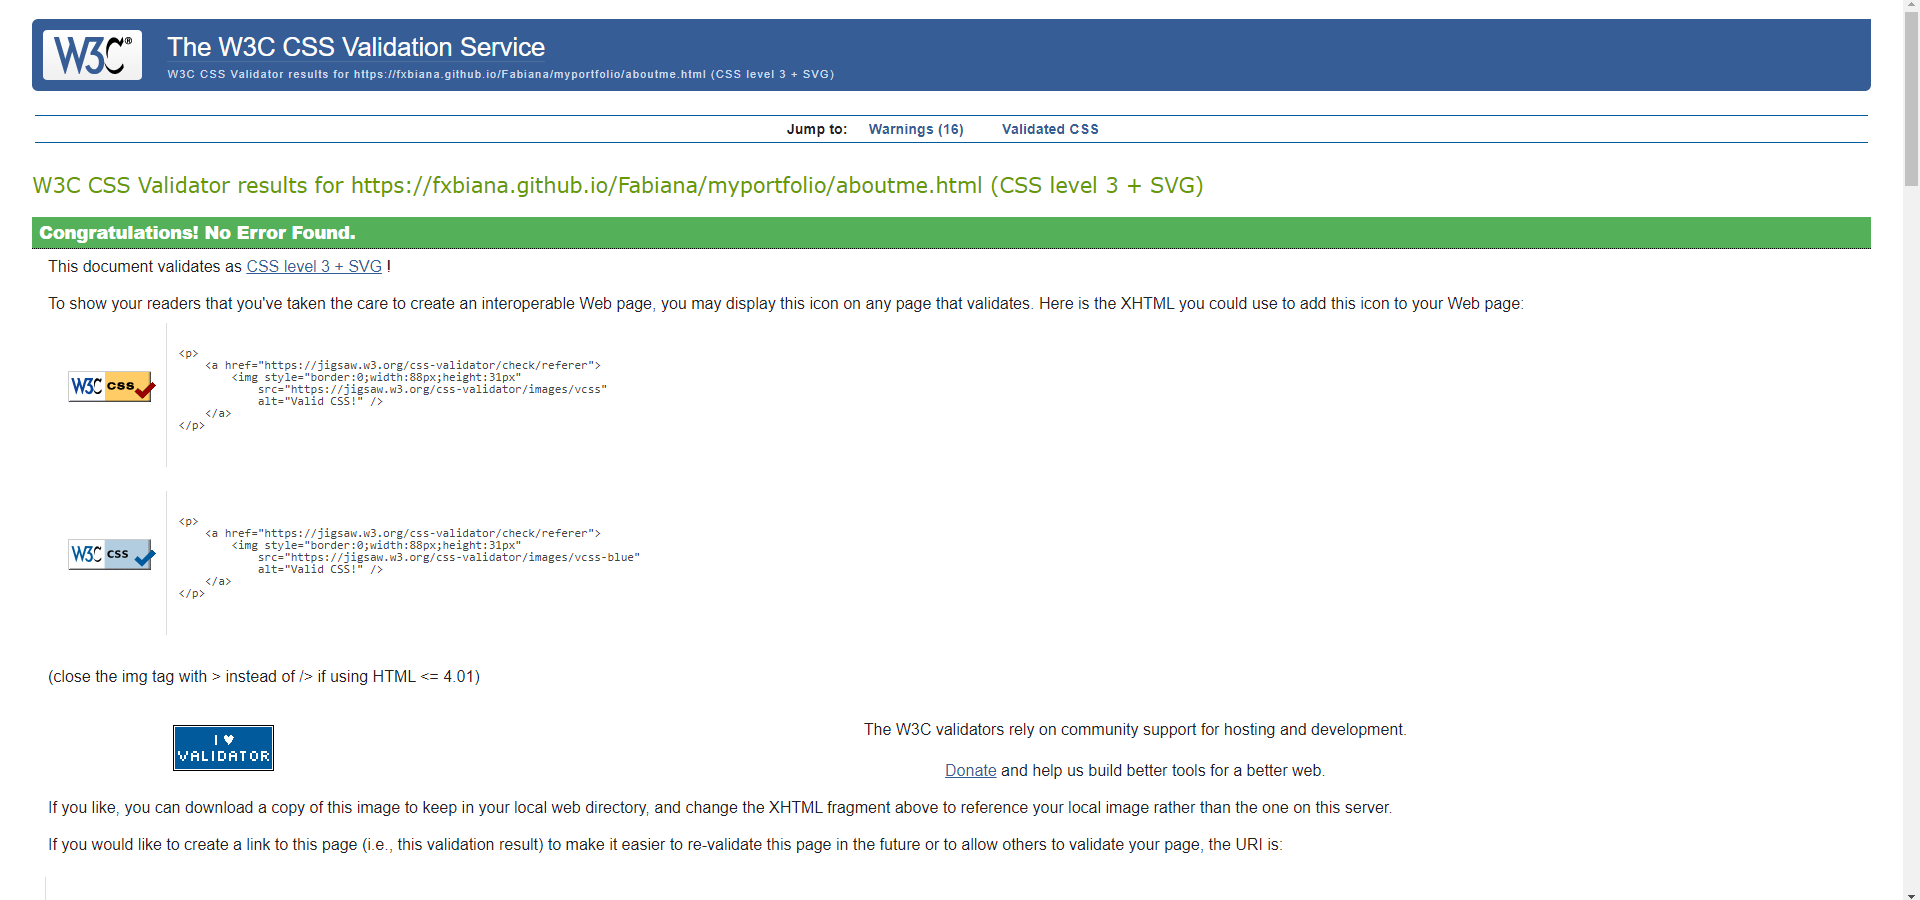 W3C®
The W3C CSS Validation Service
W3C CSS Validator results for https://fxbiana.github.io/Fabiana/myportfolio/aboutme.html (CSS level 3 + SVG)
Jump to: Warnings (16) Validated CSS
W3C CSS Validator results for https://fxbiana.github.io/Fabiana/myportfolio/aboutme.html (CSS level 3 + SVG)
Congratulations! No Error Found.
This document validates as CSS level 3 + SVG !
To show your readers that you've taken the care to create an interoperable Web page, you may display this icon on any page that validates. Here is the XHTML you could use to add this icon to your Web page:
W3C css
<p>
<a href="https://jigsaw.w3.org/css-validator/check/referer">
<img style="border:0;width:88px;height:31px"
src="https://jigsaw.w3.org/css-validator/images/vcss"
alt="Valid CSS!" />
</a>
</p>
W3C css
<p>
<a href="https://jigsaw.w3.org/css-validator/check/referer">
<img style="border:0;width:88px;height:31px"
src="https://jigsaw.w3.org/css-validator/images/vcss-blue"
alt="Valid CSS!" />
</a>
</p>
(close the img tag with > instead of /> if using HTML <= 4.01)
I ♥
VALIDATOR
The W3C validators rely on community support for hosting and development.
Donate and help us build better tools for a better web.
If you like, you can download a copy of this image to keep in your local web directory, and change the XHTML fragment above to reference your local image rather than the one on this server.
If you would like to create a link to this page (i.e., this validation result) to make it easier to re-validate this page in the future or to allow others to validate your page, the URI is: